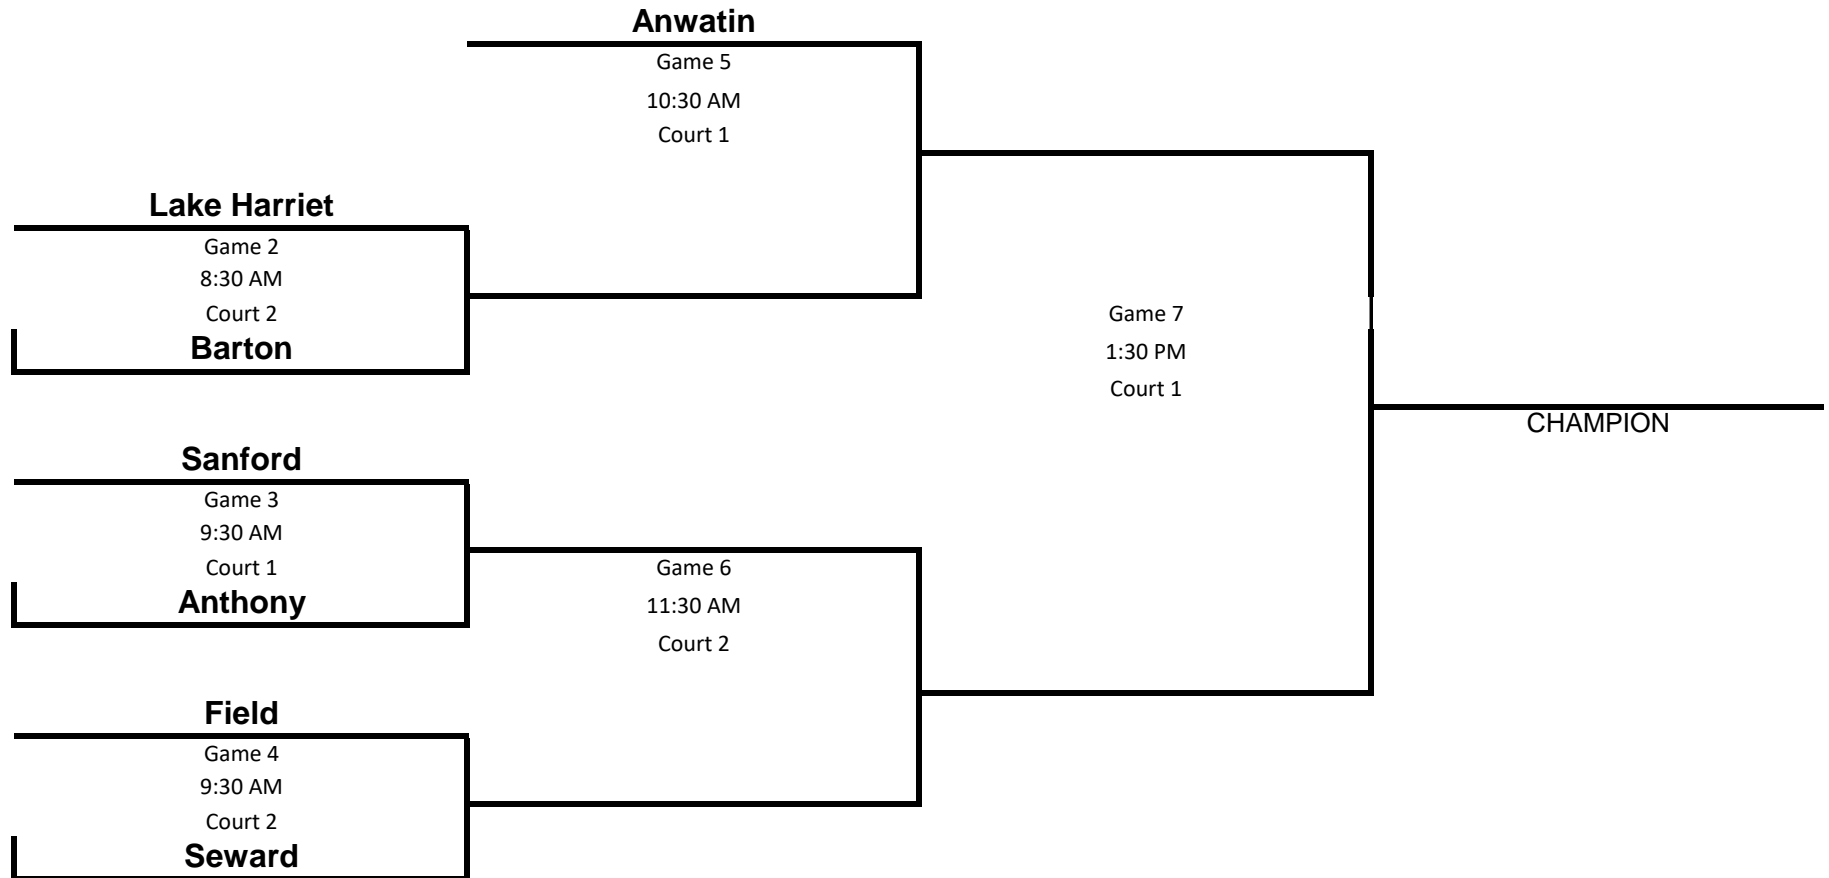 Anwatin
Game 5
10:30 AM
Court 1
Lake Harriet
Game 2
8:30 AM
Court 2
Barton
Game 7
1:30 PM
Court 1
CHAMPION
Sanford
Game 3
9:30 AM
Court 1
Anthony
Game 6
11:30 AM
Court 2
Field
Game 4
9:30 AM
Court 2
Seward